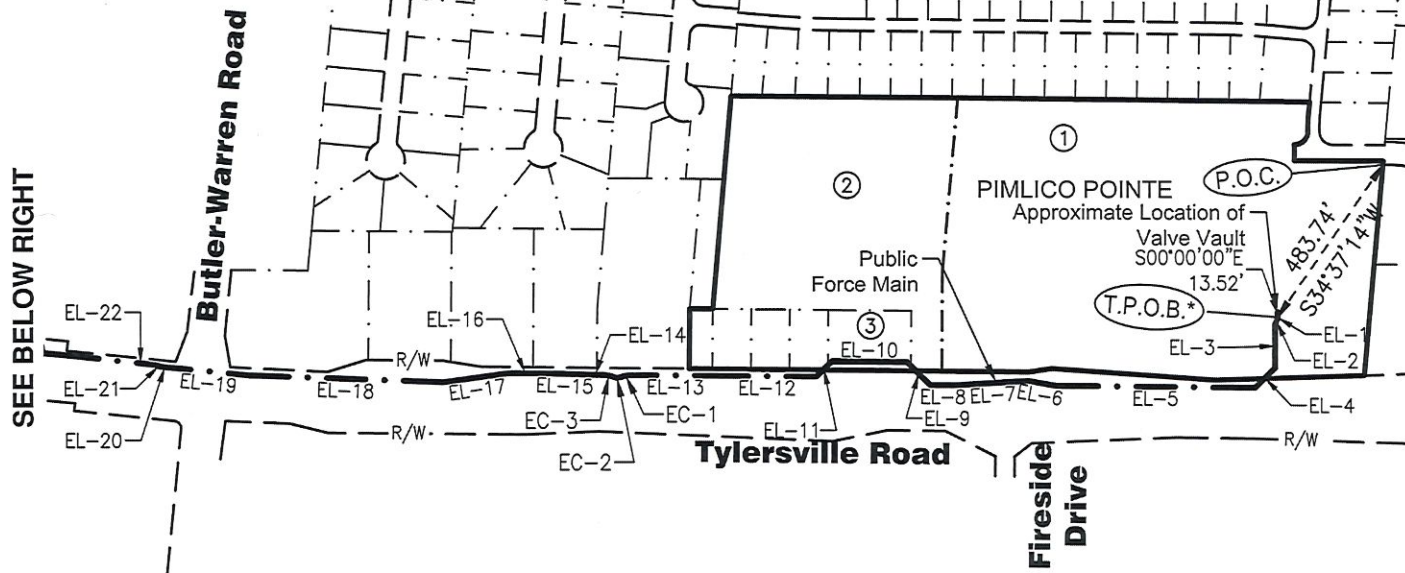 Butler-Warren Road
SEE BELOW RIGHT
①
②
③
PIMLICO POINTE
P.O.C.
Approximate Location of
Valve Vault
S00°00'00"E
13.52'
483.74'
S34°37'14"W
T.P.O.B.*
Public
Force Main
EL-1
EL-2
EL-3
EL-4
EL-5
EL-6
EL-7
EL-8
EL-9
EL-10
EL-11
EL-12
EL-13
EL-14
EL-15
EL-16
EL-17
EL-18
EL-19
EL-20
EL-21
EL-22
EC-1
EC-2
EC-3
R/W
R/W
R/W
Tylersville Road
Fireside
Drive